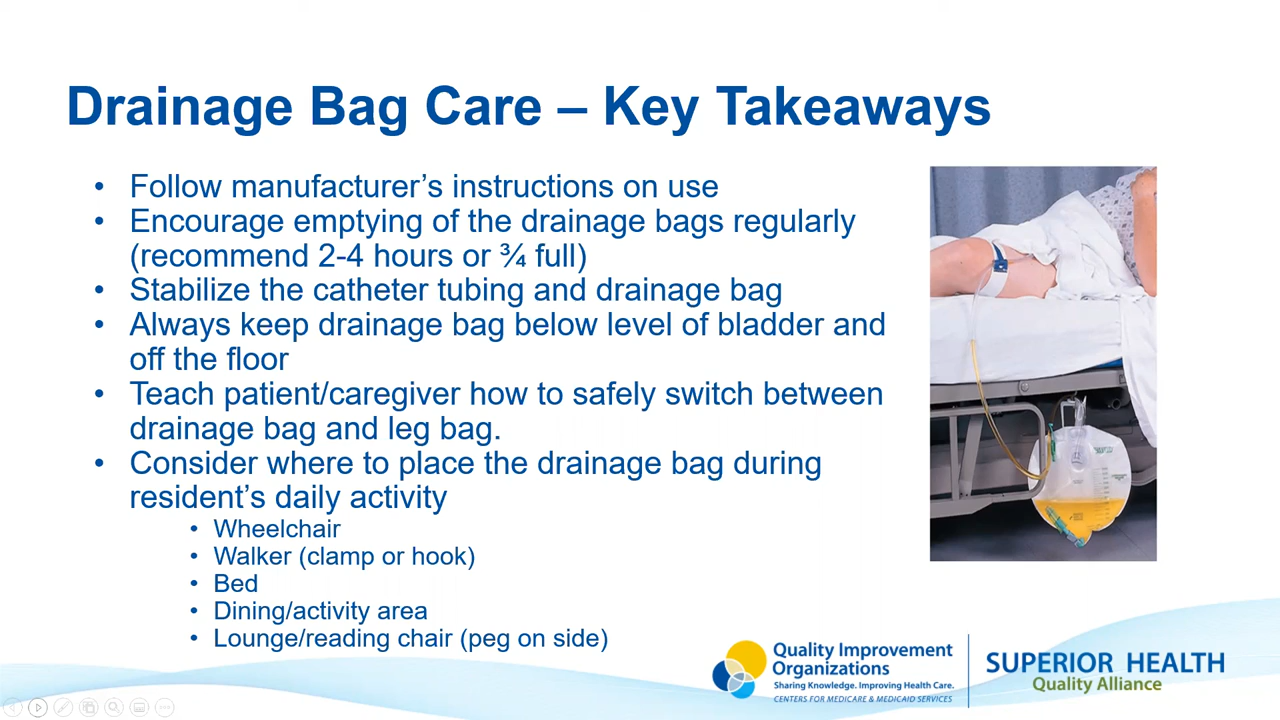 Drainage Bag Care – Key Takeaways
• Follow manufacturer’s instructions on use
• Encourage emptying of the drainage bags regularly
(recommend 2-4 hours or ¾ full)
• Stabilize the catheter tubing and drainage bag
• Always keep drainage bag below level of bladder and
off the floor
• Teach patient/caregiver how to safely switch between
drainage bag and leg bag.
• Consider where to place the drainage bag during
resident’s daily activity
• Wheelchair
• Walker (clamp or hook)
• Bed
• Dining/activity area
• Lounge/reading chair (peg on side)
Quality Improvement
Organizations
Sharing Knowledge. Improving Health Care.
CENTERS FOR MEDICARE & MEDICAID SERVICES
SUPERIOR HEALTH
Quality Alliance